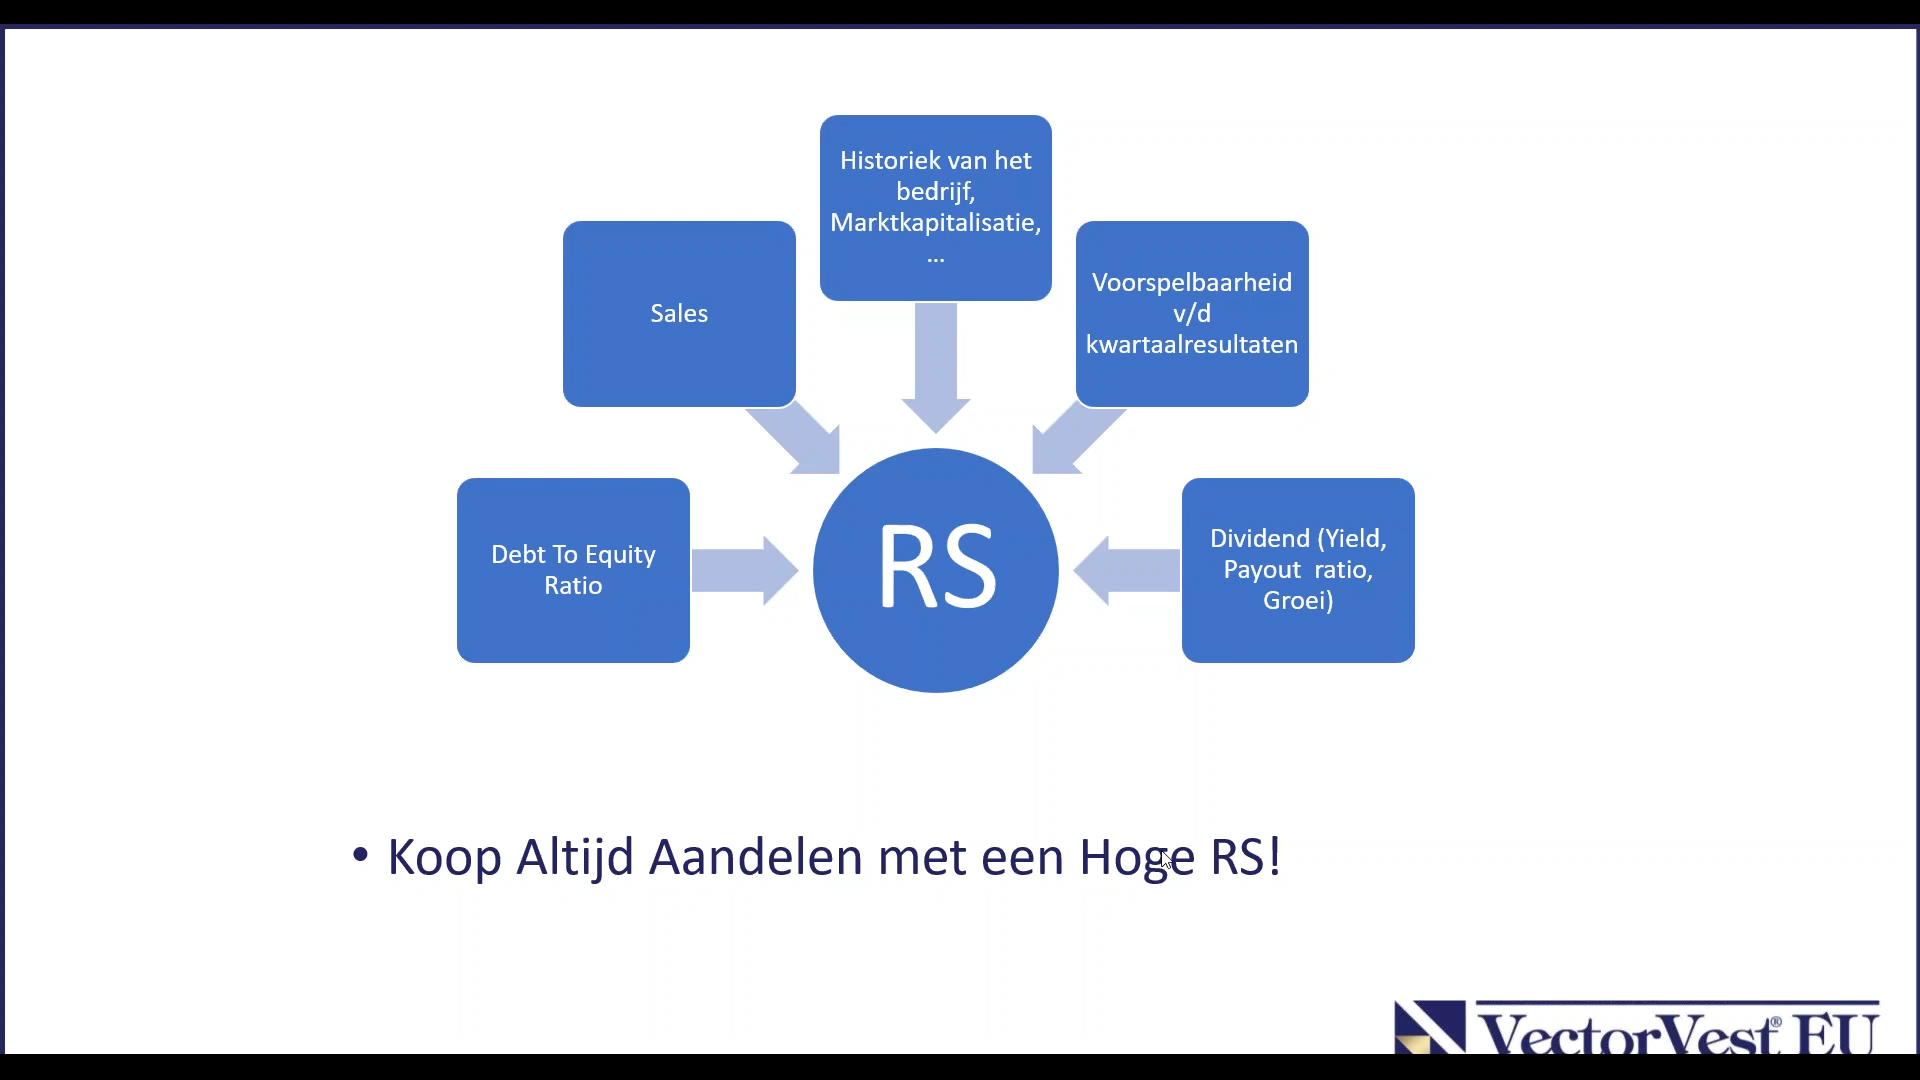 Historiek van het
bedrijf,
Marktkapitalisatie,
...
Sales
Voorspelbaarheid
v/d
kwartaalresultaten
Debt To Equity
Ratio
RS
Dividend (Yield,
Payout ratio,
Groei)
• Koop Altijd Aandelen met een Hoge RS!
VectorVest® EU